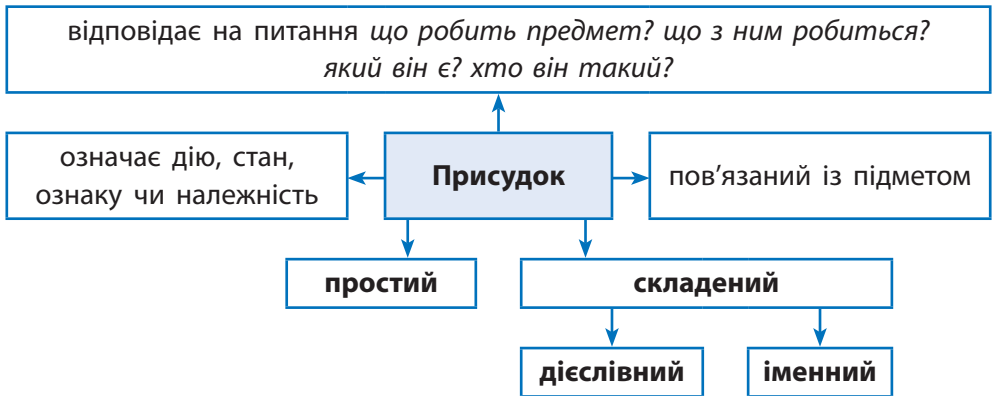 відповідає на питання що робить предмет? що з ним робиться?
який він є? хто він такий?
означає дію, стан,
ознаку чи належність
Присудок
пов’язаний із підметом
простий
складений
дієслівний
іменний